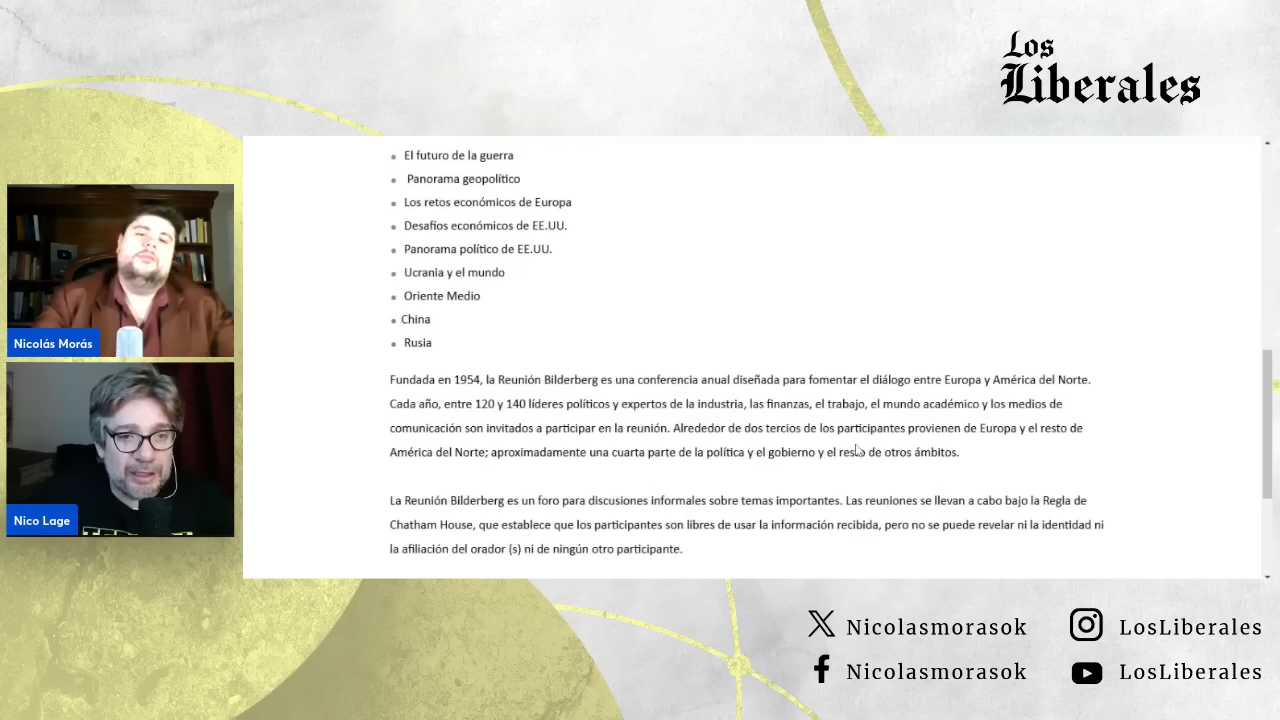 Los
Liberales
El futuro de la guerra
Panorama geopolítico
Los retos económicos de Europa
Desafíos económicos de EE.UU.
Panorama político de EE.UU.
Ucrania y el mundo
Oriente Medio
China
Rusia
Fundada en 1954, la Reunión Bilderberg es una conferencia anual diseñada para fomentar el diálogo entre Europa y América del Norte.
Cada año, entre 120 y 140 líderes políticos y expertos de la industria, las finanzas, el trabajo, el mundo académico y los medios de
comunicación son invitados a participar en la reunión. Alrededor de dos tercios de los participantes provienen de Europa y el resto de
América del Norte; aproximadamente una cuarta parte de la política y el gobierno y el resto de otros ámbitos.
La Reunión Bilderberg es un foro para discusiones informales sobre temas importantes. Las reuniones se llevan a cabo bajo la Regla de
Chatham House, que establece que los participantes son libres de usar la información recibida, pero no se puede revelar ni la identidad ni
la afiliación del orador (s) ni de ningún otro participante.
Nicolás Morás
Nico Lage
Nicolasmorasok
LosLiberales
Nicolasmorasok
LosLiberales